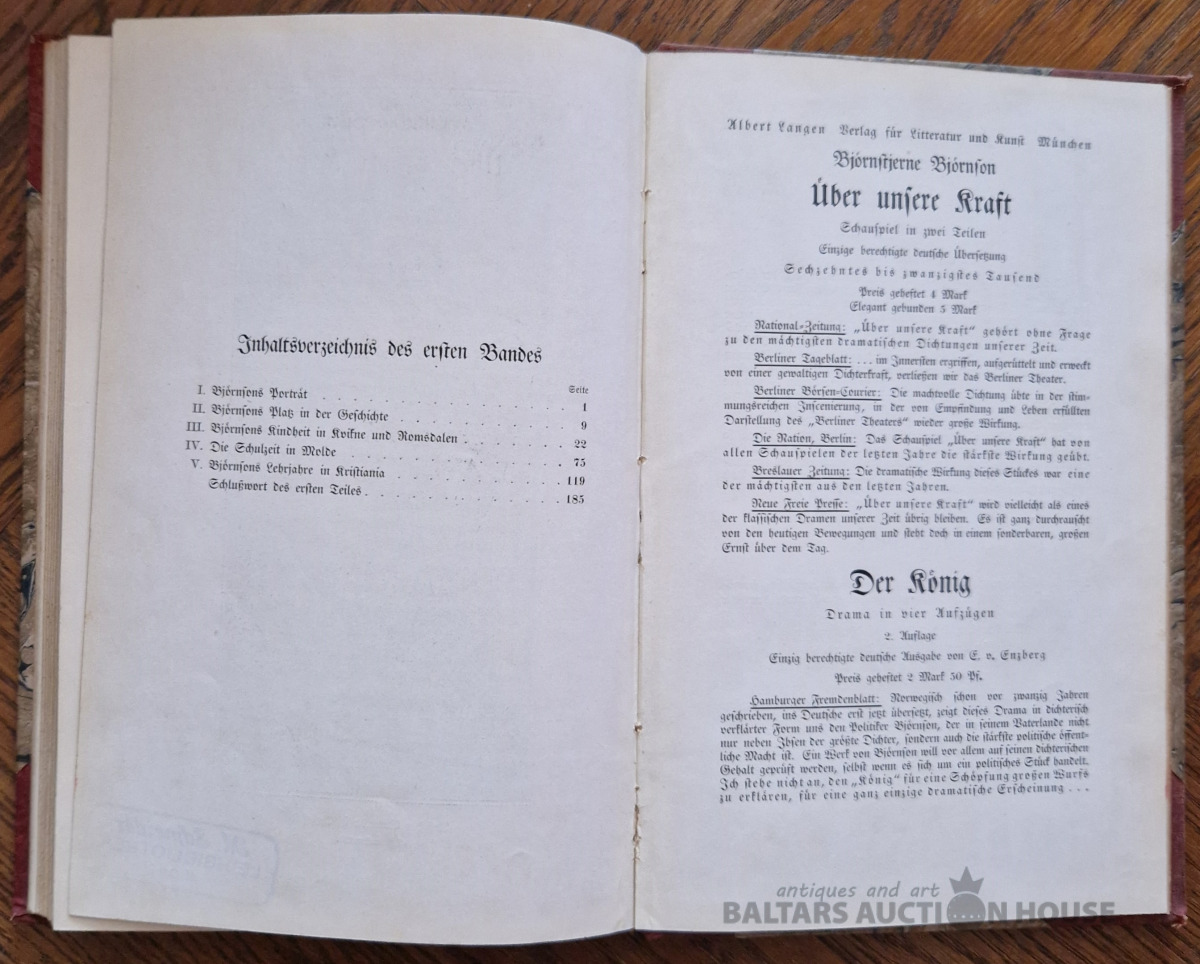 Inhaltsverzeichnis des ersten Bandes
Seite
I. Björnsons Porträt . . . 1
II. Björnsons Platz in der Geschichte . . . 9
III. Björnsons Kindheit in Kvikne und Romsdalen . . . 22
IV. Die Schulzeit in Molde . . . 75
V. Björnsons Lehrjahre in Kristiania . . . 119
Schlußwort des ersten Teiles . . . 185
Albert Langen Verlag für Litteratur und Kunst München
Björnstjerne Björnson
Über unsere Kraft
Schauspiel in zwei Teilen
Einzige berechtigte deutsche Übersetzung
Sechzehntes bis zwanzigstes Tausend
Preis geheftet 4 Mark
Elegant gebunden 5 Mark
National-Zeitung: „Über unsere Kraft“ gehört ohne Frage
zu den mächtigsten dramatischen Dichtungen unserer Zeit.
Berliner Tageblatt: ... im Innersten ergriffen, aufgerüttelt und erweckt
von einer gewaltigen Dichterkraft, verließen wir das Berliner Theater.
Berliner Börsen-Courier: Die machtvolle Dichtung übte in der stim-
mungsreichen Inscenierung, in der von Empfindung und Leben erfüllten
Darstellung des „Berliner Theaters“ wieder große Wirkung.
Die Nation, Berlin: Das Schauspiel „Über unsere Kraft“ hat von
allen Schauspielen der letzten Jahre die stärkste Wirkung geübt.
Breslauer Zeitung: Die dramatische Wirkung dieses Stückes war eine
der mächtigsten aus den letzten Jahren.
Neue Freie Presse: „Über unsere Kraft“ wird vielleicht als eines
der klassischen Dramen unserer Zeit übrig bleiben. Es ist ganz durchrauscht
von den heutigen Bewegungen und steht doch in einem sonderbaren, großen
Ernst über dem Tag.
Der König
Drama in vier Aufzügen
2. Auflage
Einzig berechtigte deutsche Ausgabe von E. v. Enzberg
Preis geheftet 2 Mark 50 Pf.
Hamburger Fremdenblatt: Norwegisch schon vor zwanzig Jahren
geschrieben, ins Deutsche erst jetzt übersetzt, zeigt dieses Drama in dichterisch
verklärter Form uns den Politiker Björnson, der in seinem Vaterlande nicht
nur neben Ibsen der größte Dichter, sondern auch die stärkste politische öffent-
liche Macht ist. Ein Werk von Björnson will vor allem auf seinen dichterischen
Gehalt geprüft werden, selbst wenn es sich um ein politisches Stück handelt.
Ich stehe nicht an, den „König“ für eine Schöpfung großen Wurfs
zu erklären, für eine ganz einzige dramatische Erscheinung ...
antiques and art
BALTARS AUCTION HOUSE